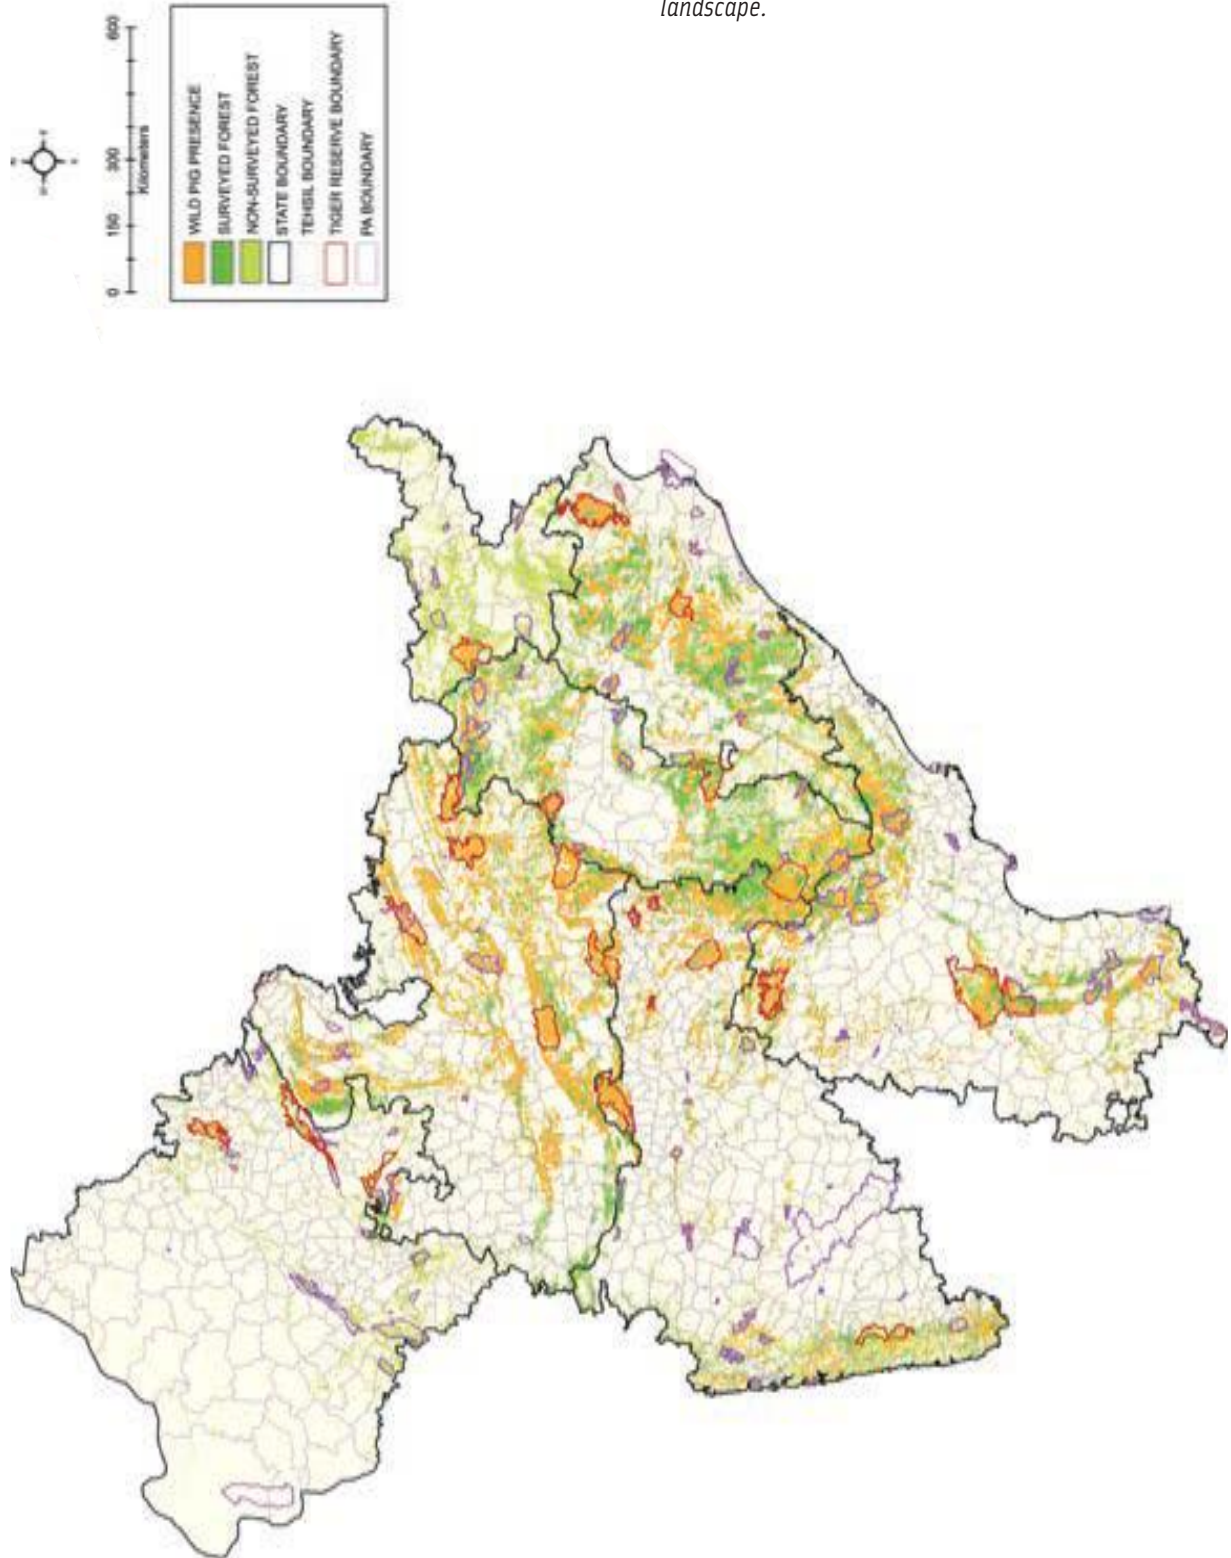 landscape.
0 150 300 600
Kilometers
WILD PIG PRESENCE
SURVEYED FOREST
NON-SURVEYED FOREST
STATE BOUNDARY
TEHSIL BOUNDARY
TIGER RESERVE BOUNDARY
PA BOUNDARY